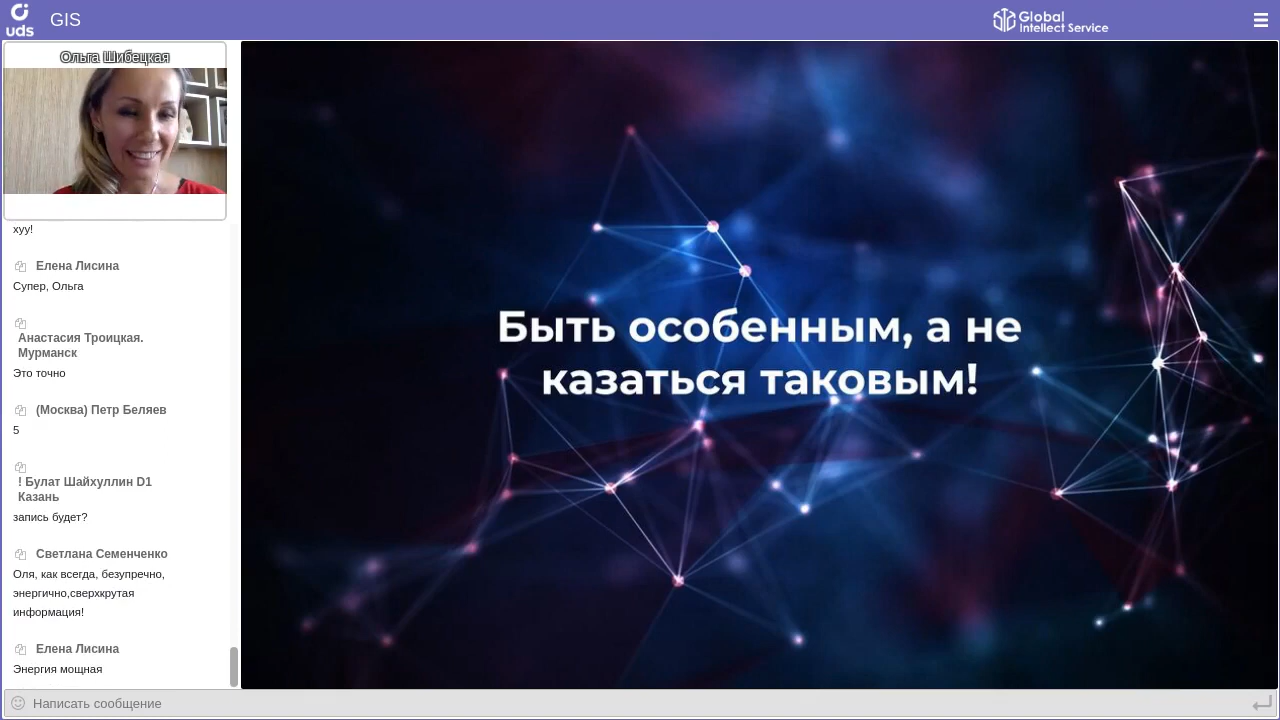 uds
GIS
Global
Intellect Service
Ольга Шибецкая
хуу!
Елена Лисина
Супер, Ольга
Анастасия Троицкая.
Мурманск
Это точно
(Москва) Петр Беляев
5
! Булат Шайхуллин D1
Казань
запись будет?
Светлана Семенченко
Оля, как всегда, безупречно,
энергично,сверхкрутая
информация!
Елена Лисина
Энергия мощная
Быть особенным, а не
казаться таковым!
Написать сообщение